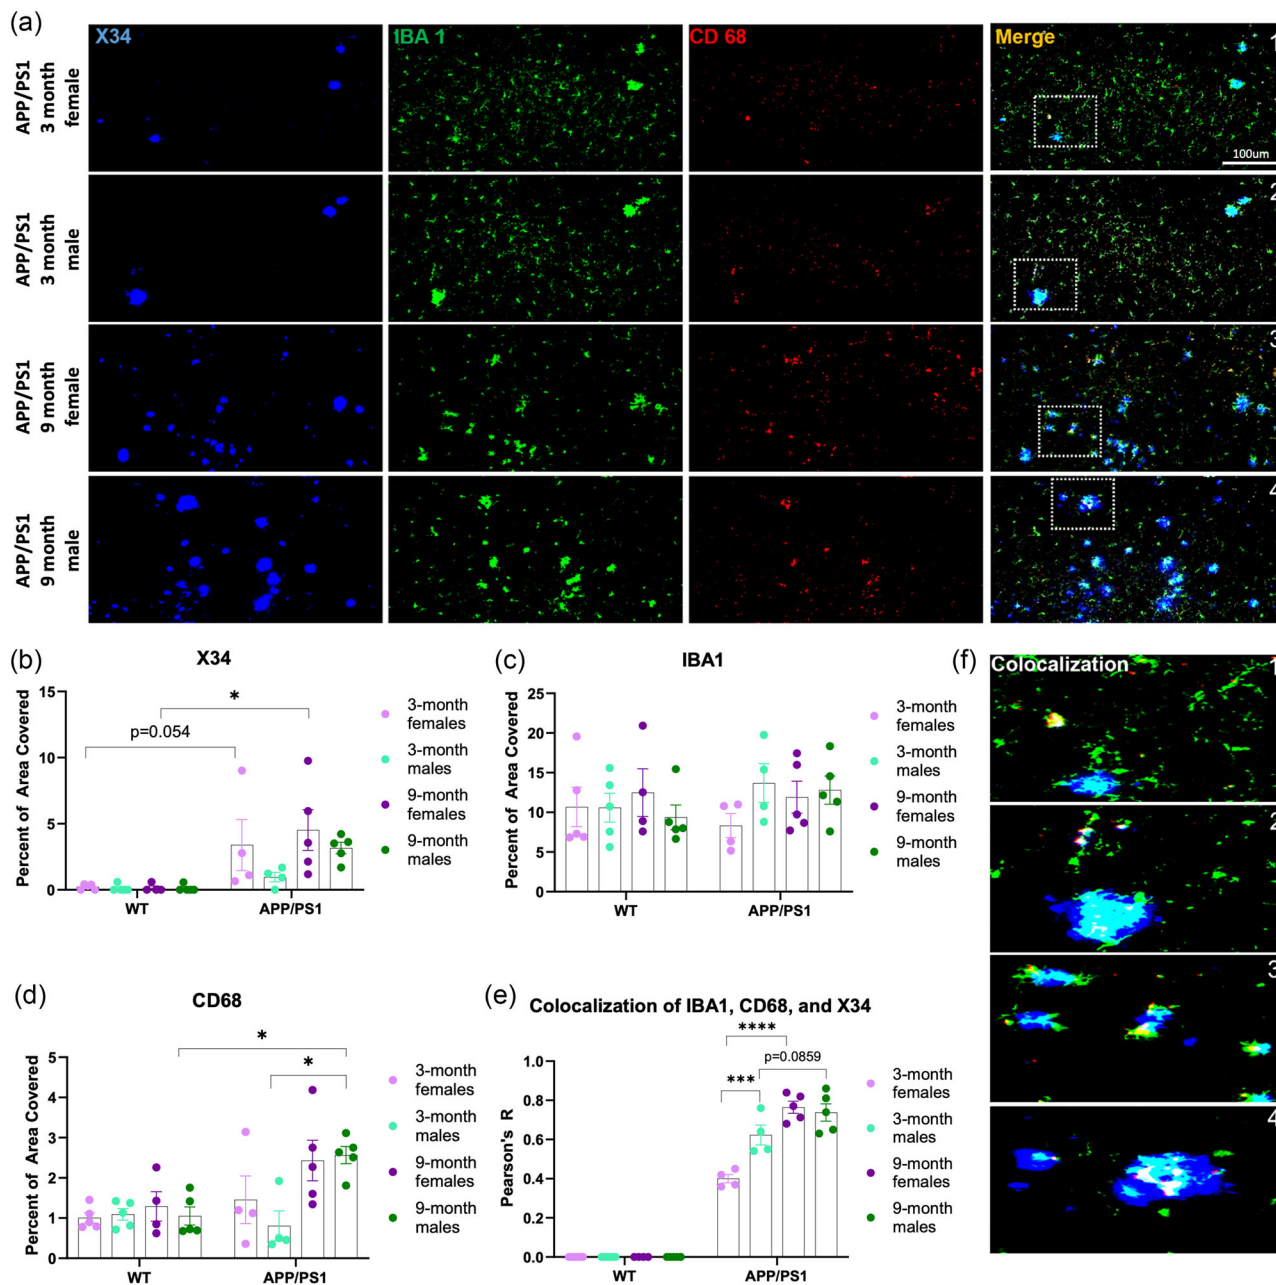 (a)
X34
IBA 1
CD 68
Merge
1
APP/PS1
3 month
female
100um
APP/PS1
3 month
male
2
APP/PS1
9 month
female
3
APP/PS1
9 month
male
4
(b)
X34
Percent of Area Covered
15
10
5
0
p=0.054
*
WT
APP/PS1
3-month
females
3-month
males
9-month
females
9-month
males
(c)
IBA1
Percent of Area Covered
25
20
15
10
5
0
WT
APP/PS1
3-month
females
3-month
males
9-month
females
9-month
males
(d)
CD68
Percent of Area Covered
5
4
3
2
1
0
*
*
WT
APP/PS1
3-month
females
3-month
males
9-month
females
9-month
males
(e)
Colocalization of IBA1, CD68, and X34
Pearson's R
1.0
0.8
0.6
0.4
0.2
0.0
****
p=0.0859
***
WT
APP/PS1
3-month
females
3-month
males
9-month
females
9-month
males
(f)
Colocalization
1
2
3
4